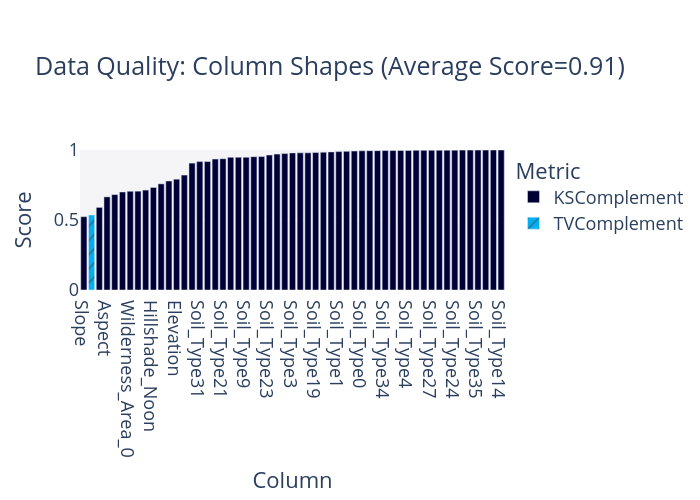 Data Quality: Column Shapes (Average Score=0.91)
1
0.5
0
Score
Metric
KSComplement
TVComplement
Slope
Aspect
Wilderness_Area_0
Hillshade_Noon
Elevation
Soil_Type31
Soil_Type21
Soil_Type9
Soil_Type23
Soil_Type3
Soil_Type19
Soil_Type1
Soil_Type0
Soil_Type34
Soil_Type4
Soil_Type27
Soil_Type24
Soil_Type35
Soil_Type14
Column